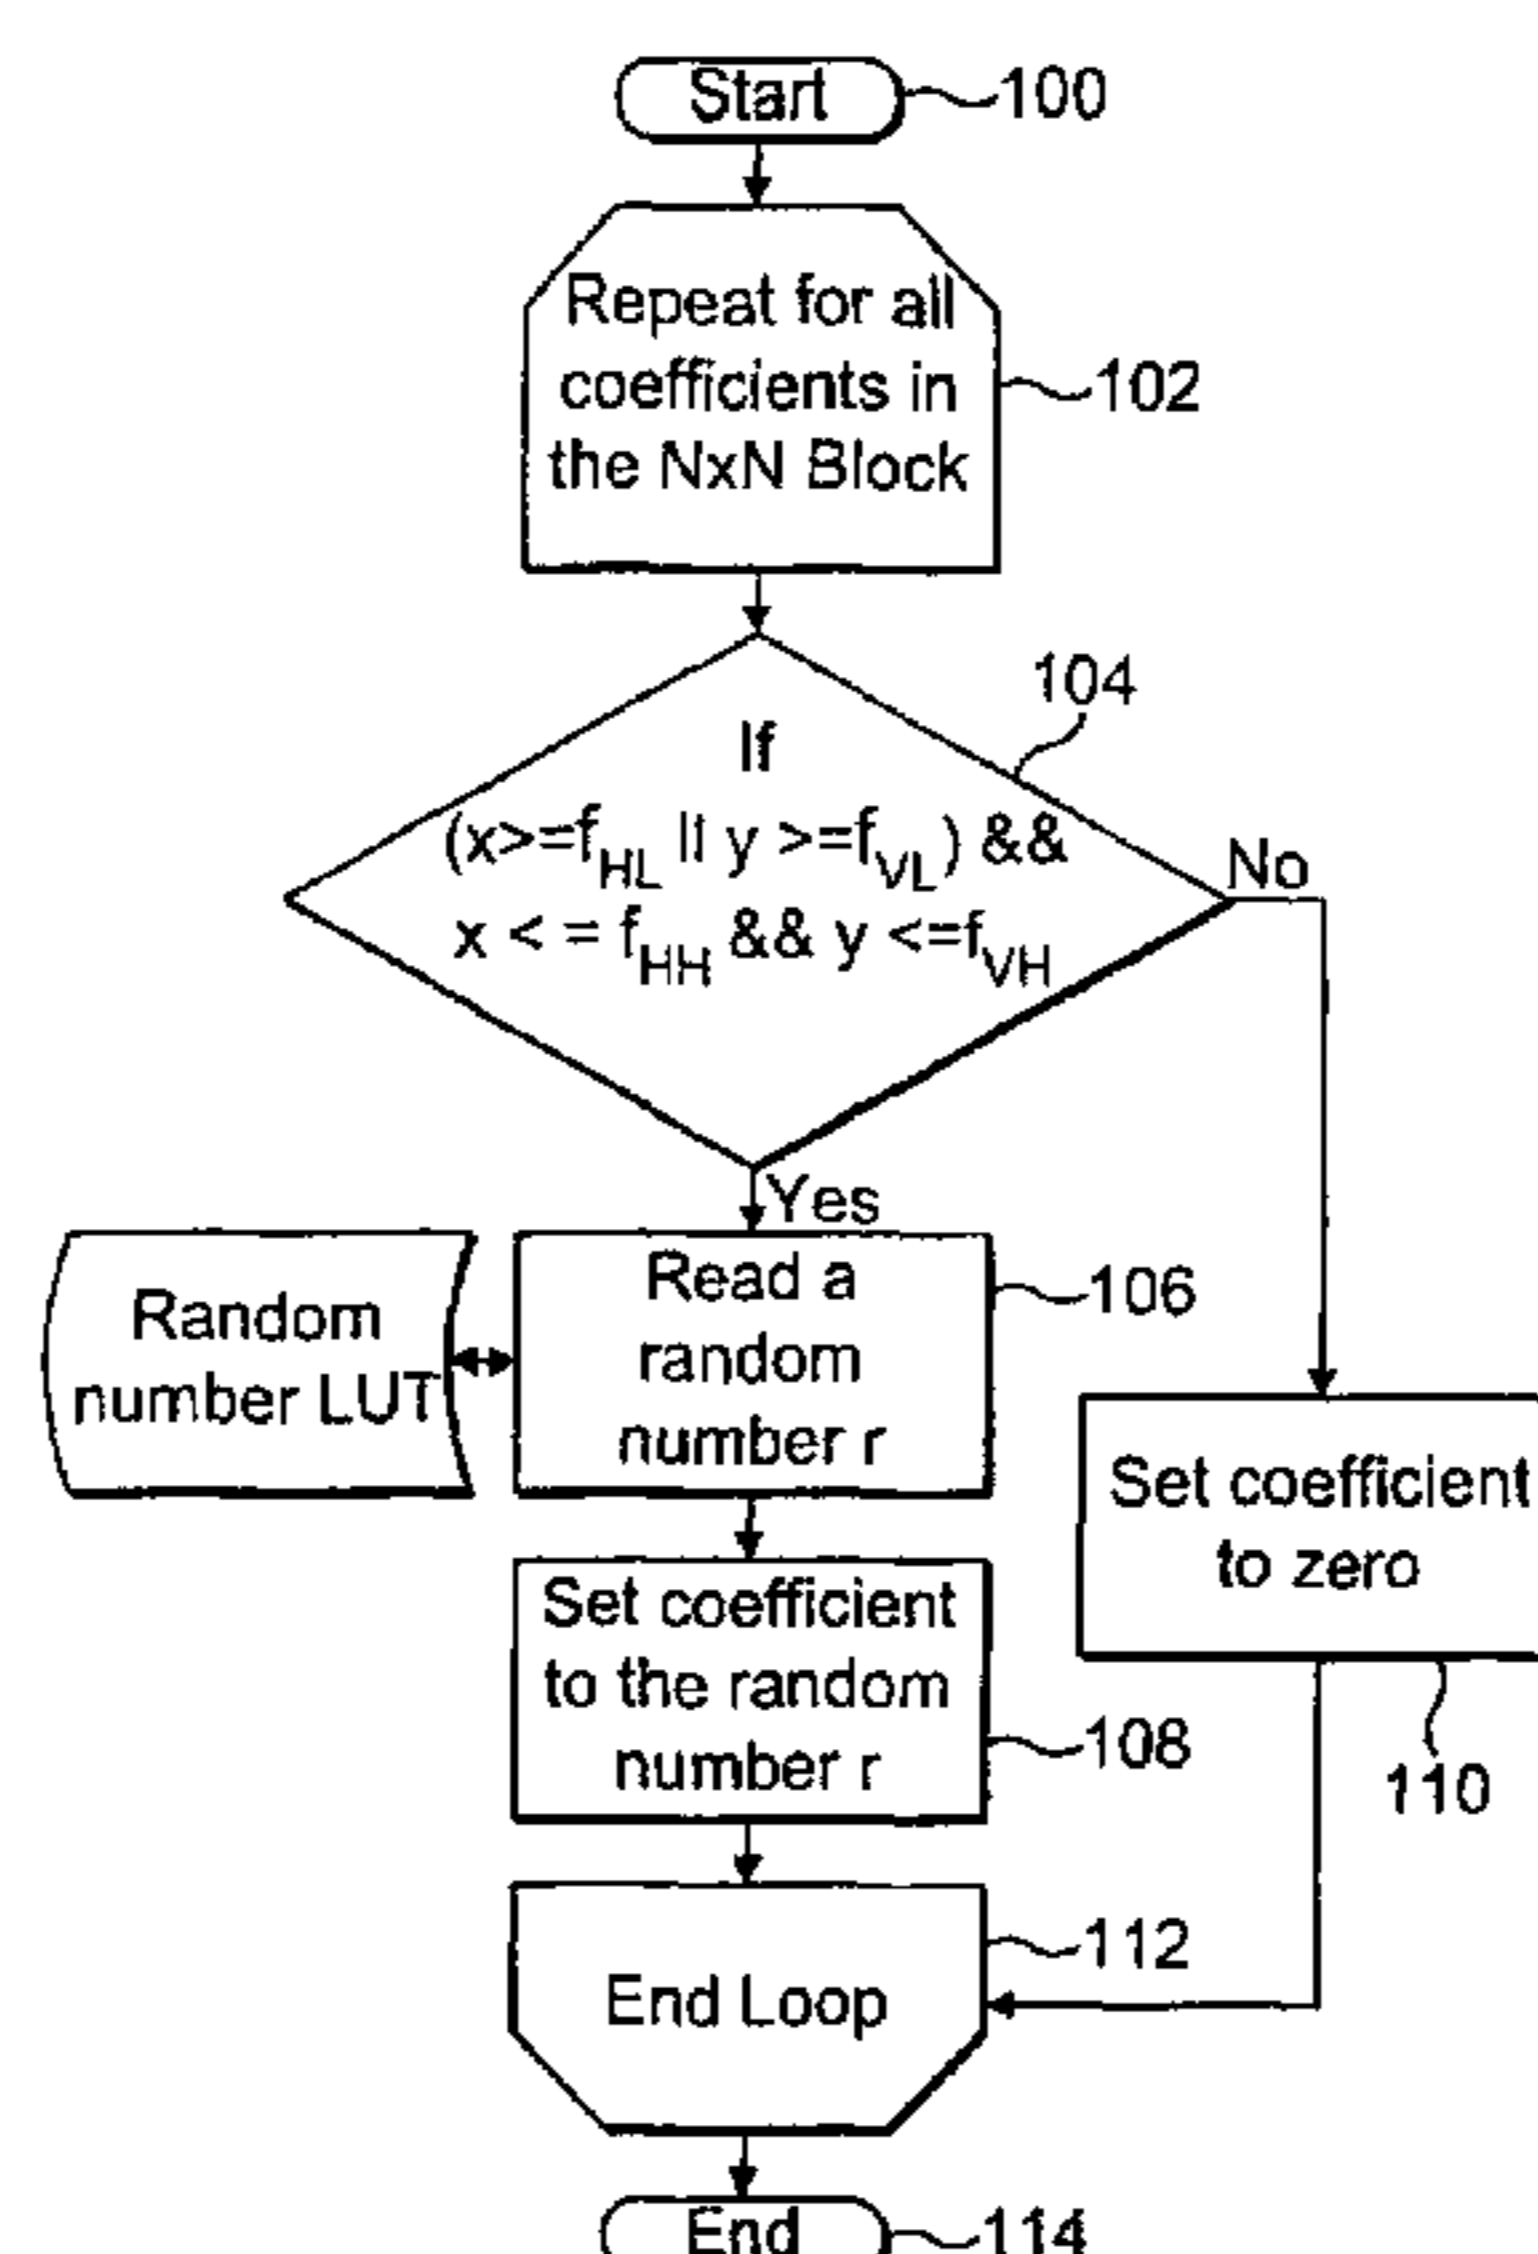 Start
100
Repeat for all
coefficients in
the NxN Block
102
104
If
(x>=fHL || y >=fVL) &&
x < = fHH && y <=fVH
No
Yes
Random
number LUT
Read a
random
number r
106
Set coefficient
to zero
110
Set coefficient
to the random
number r
108
End Loop
112
End
114